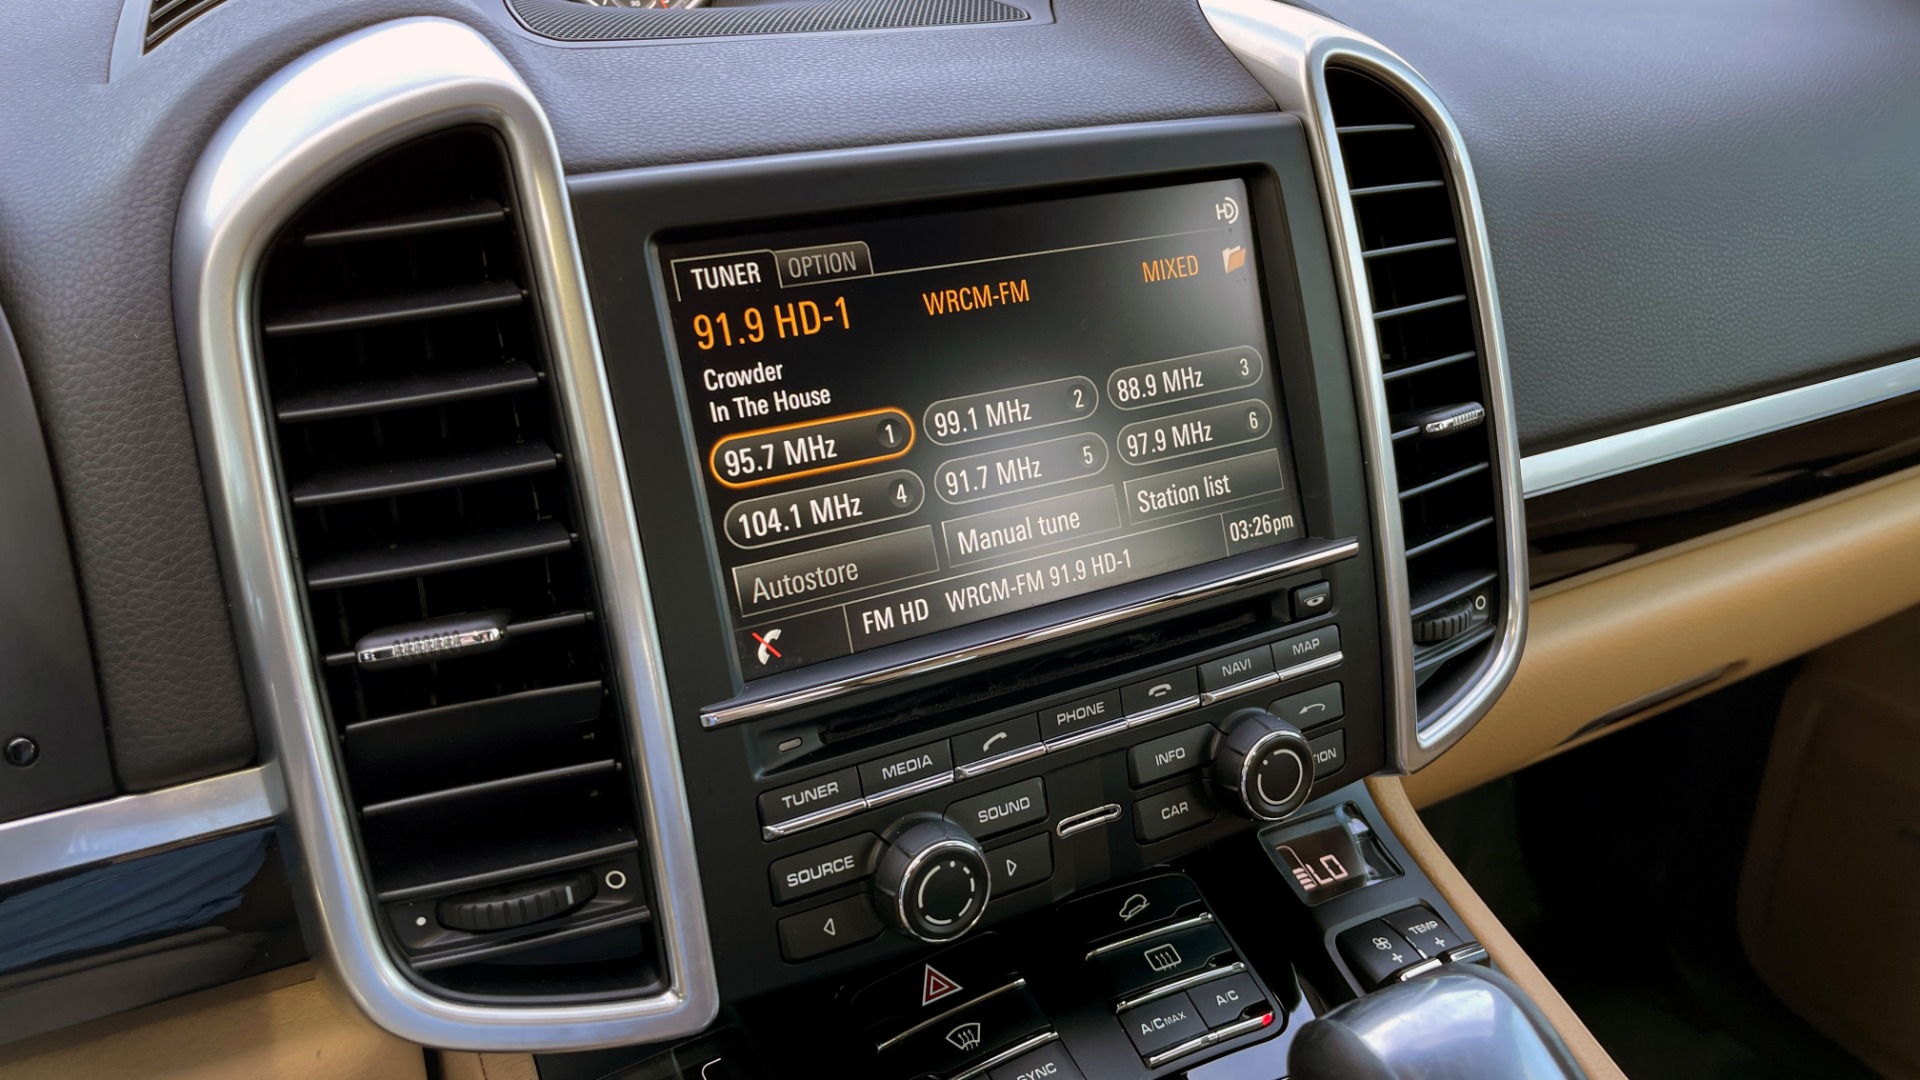 HD
TUNER OPTION
91.9 HD-1 WRCM-FM MIXED
Crowder
In The House
95.7 MHz 1 99.1 MHz 2 88.9 MHz 3
104.1 MHz 4 91.7 MHz 5 97.9 MHz 6
Autostore Manual tune Station list
FM HD WRCM-FM 91.9 HD-1 03:26pm
TUNER MEDIA PHONE NAVI MAP
SOURCE SOUND INFO CAR
LO
TEMP
A/C MAX A/C